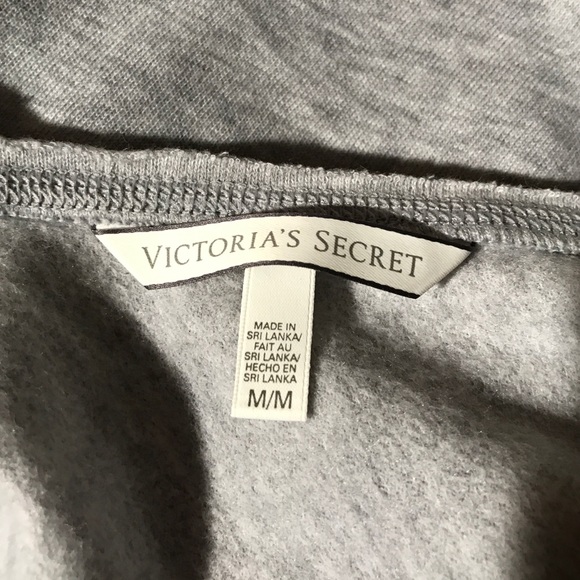 VICTORIA'S SECRET
MADE IN
SRI LANKA/
FAIT AU
SRI LANKA/
HECHO EN
SRI LANKA
M/M